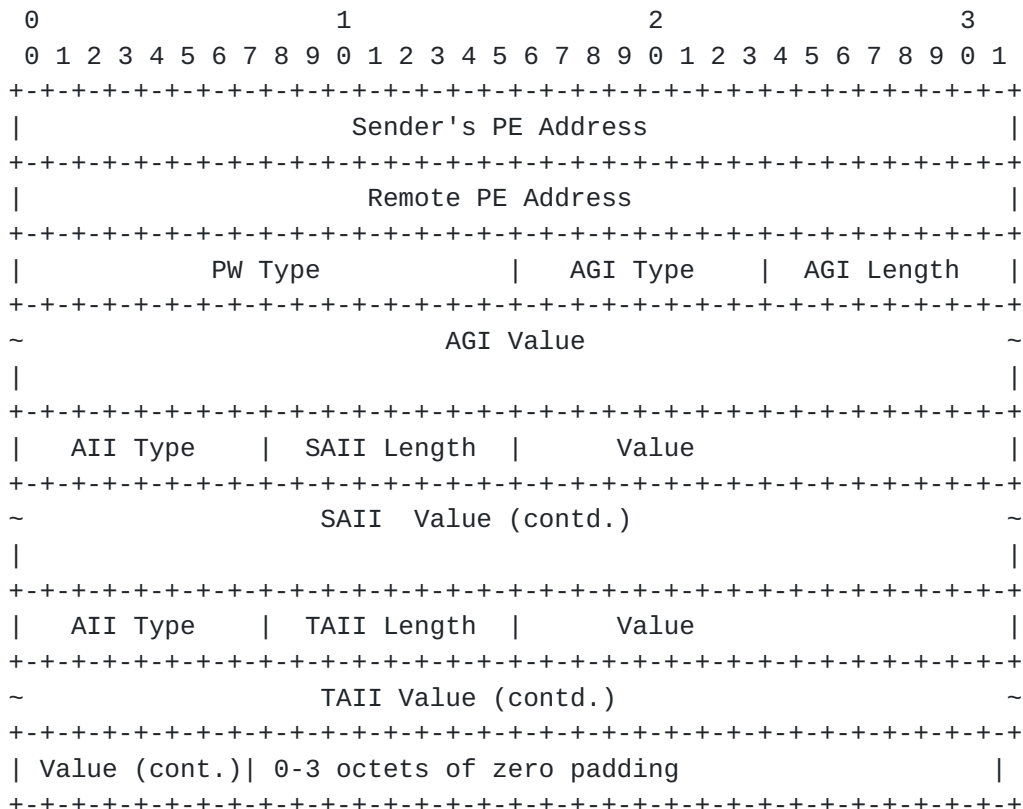 0                   1                   2                   3
 0 1 2 3 4 5 6 7 8 9 0 1 2 3 4 5 6 7 8 9 0 1 2 3 4 5 6 7 8 9 0 1
+-+-+-+-+-+-+-+-+-+-+-+-+-+-+-+-+-+-+-+-+-+-+-+-+-+-+-+-+-+-+-+-+
|                     Sender's PE Address                       |
+-+-+-+-+-+-+-+-+-+-+-+-+-+-+-+-+-+-+-+-+-+-+-+-+-+-+-+-+-+-+-+-+
|                      Remote PE Address                        |
+-+-+-+-+-+-+-+-+-+-+-+-+-+-+-+-+-+-+-+-+-+-+-+-+-+-+-+-+-+-+-+-+
|            PW Type            |   AGI Type    |  AGI Length   |
+-+-+-+-+-+-+-+-+-+-+-+-+-+-+-+-+-+-+-+-+-+-+-+-+-+-+-+-+-+-+-+-+
~                           AGI Value                           ~
|                                                               |
+-+-+-+-+-+-+-+-+-+-+-+-+-+-+-+-+-+-+-+-+-+-+-+-+-+-+-+-+-+-+-+-+
|   AII Type    |  SAII Length  |      Value                    |
+-+-+-+-+-+-+-+-+-+-+-+-+-+-+-+-+-+-+-+-+-+-+-+-+-+-+-+-+-+-+-+-+
~                   SAII  Value (contd.)                        ~
|                                                               |
+-+-+-+-+-+-+-+-+-+-+-+-+-+-+-+-+-+-+-+-+-+-+-+-+-+-+-+-+-+-+-+-+
|   AII Type    |  TAII Length  |      Value                    |
+-+-+-+-+-+-+-+-+-+-+-+-+-+-+-+-+-+-+-+-+-+-+-+-+-+-+-+-+-+-+-+-+
~                   TAII Value (contd.)                         ~
+-+-+-+-+-+-+-+-+-+-+-+-+-+-+-+-+-+-+-+-+-+-+-+-+-+-+-+-+-+-+-+-+
| Value (cont.)| 0-3 octets of zero padding                    |
+-+-+-+-+-+-+-+-+-+-+-+-+-+-+-+-+-+-+-+-+-+-+-+-+-+-+-+-+-+-+-+-+